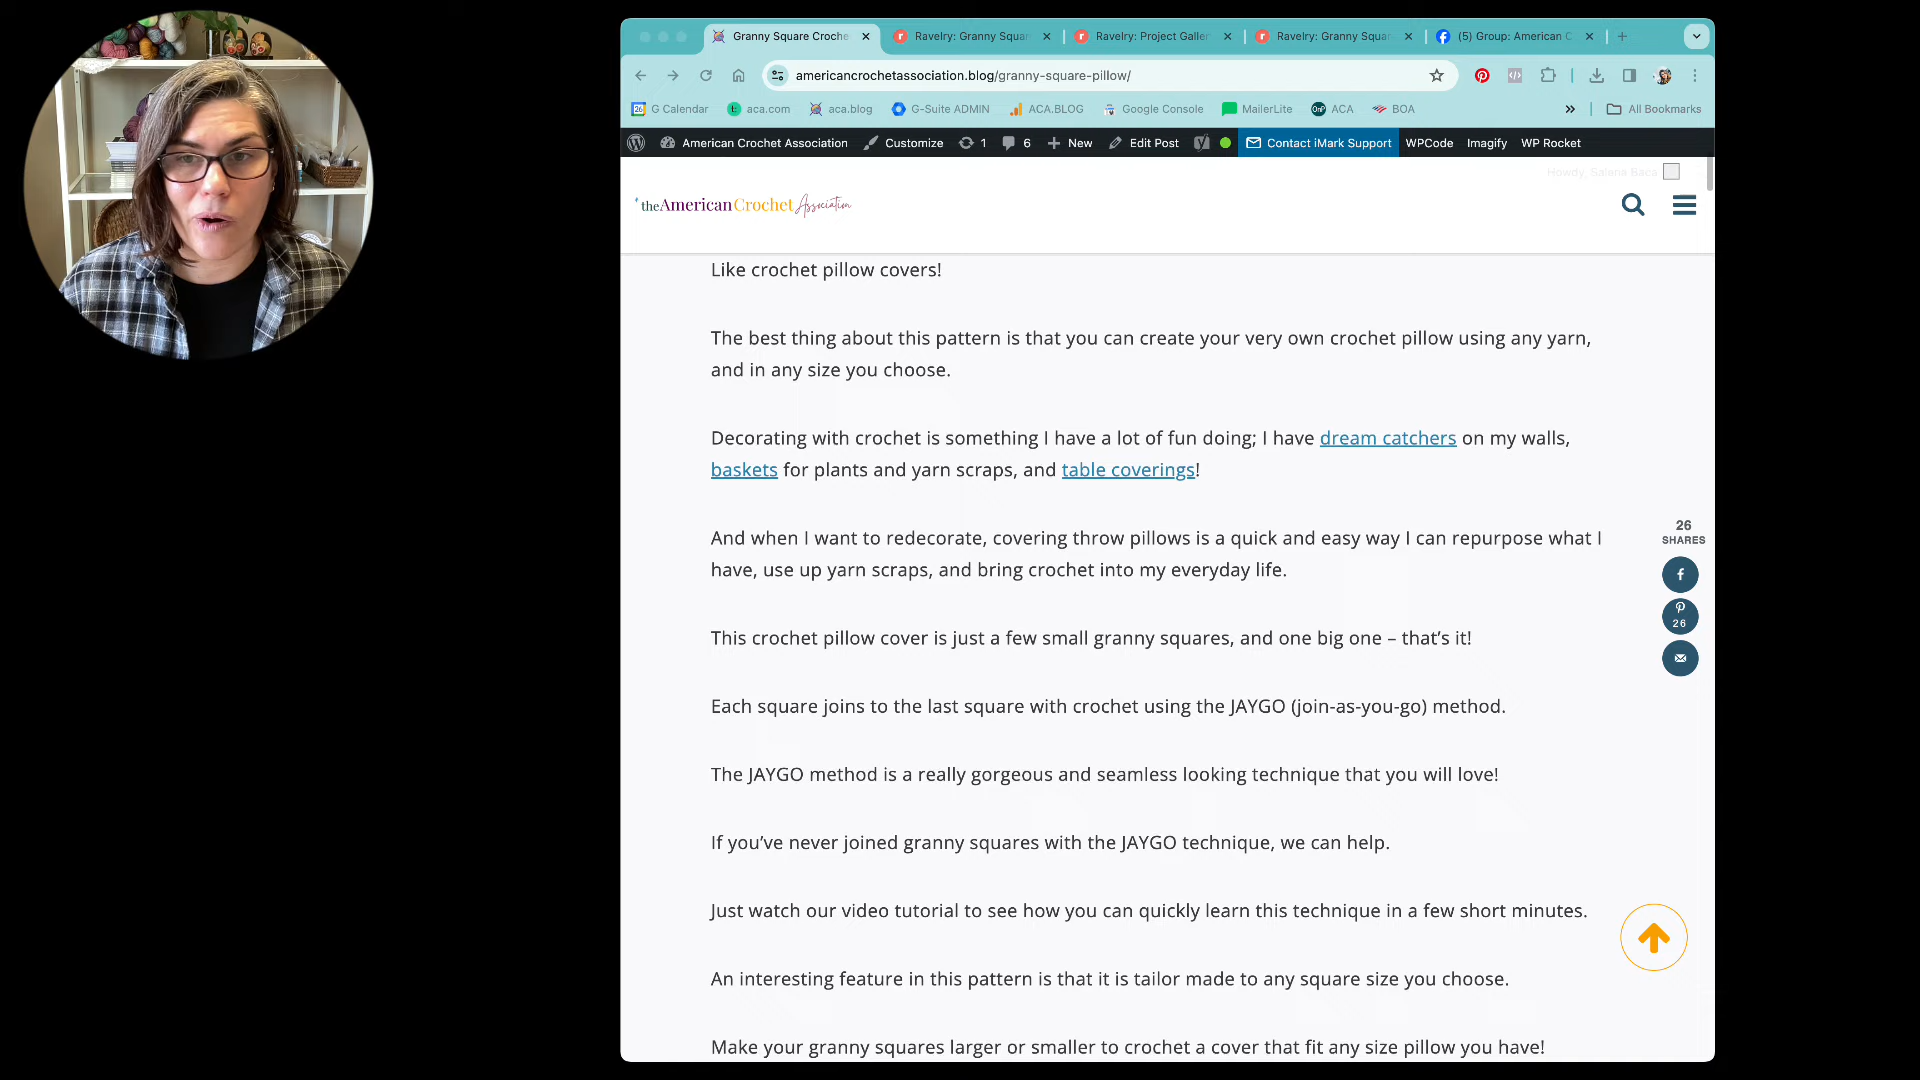 Granny Square Croche
Ravelry: Granny Squar
Ravelry: Project Galler
Ravelry: Granny Squar
(5) Group: American C
americancrochetassociation.blog/granny-square-pillow/
G Calendar
aca.com
aca.blog
G-Suite ADMIN
ACA.BLOG
Google Console
MailerLite
ACA
BOA
All Bookmarks
American Crochet Association
Customize
1
6
New
Edit Post
Contact iMark Support
WPCode
Imagify
WP Rocket
Howdy, Salena Baca
theAmericanCrochet Association
Like crochet pillow covers!
The best thing about this pattern is that you can create your very own crochet pillow using any yarn,
and in any size you choose.
Decorating with crochet is something I have a lot of fun doing; I have dream catchers on my walls,
baskets for plants and yarn scraps, and table coverings!
And when I want to redecorate, covering throw pillows is a quick and easy way I can repurpose what I
have, use up yarn scraps, and bring crochet into my everyday life.
This crochet pillow cover is just a few small granny squares, and one big one – that’s it!
Each square joins to the last square with crochet using the JAYGO (join-as-you-go) method.
The JAYGO method is a really gorgeous and seamless looking technique that you will love!
If you’ve never joined granny squares with the JAYGO technique, we can help.
Just watch our video tutorial to see how you can quickly learn this technique in a few short minutes.
An interesting feature in this pattern is that it is tailor made to any square size you choose.
Make your granny squares larger or smaller to crochet a cover that fit any size pillow you have!
26
SHARES
26